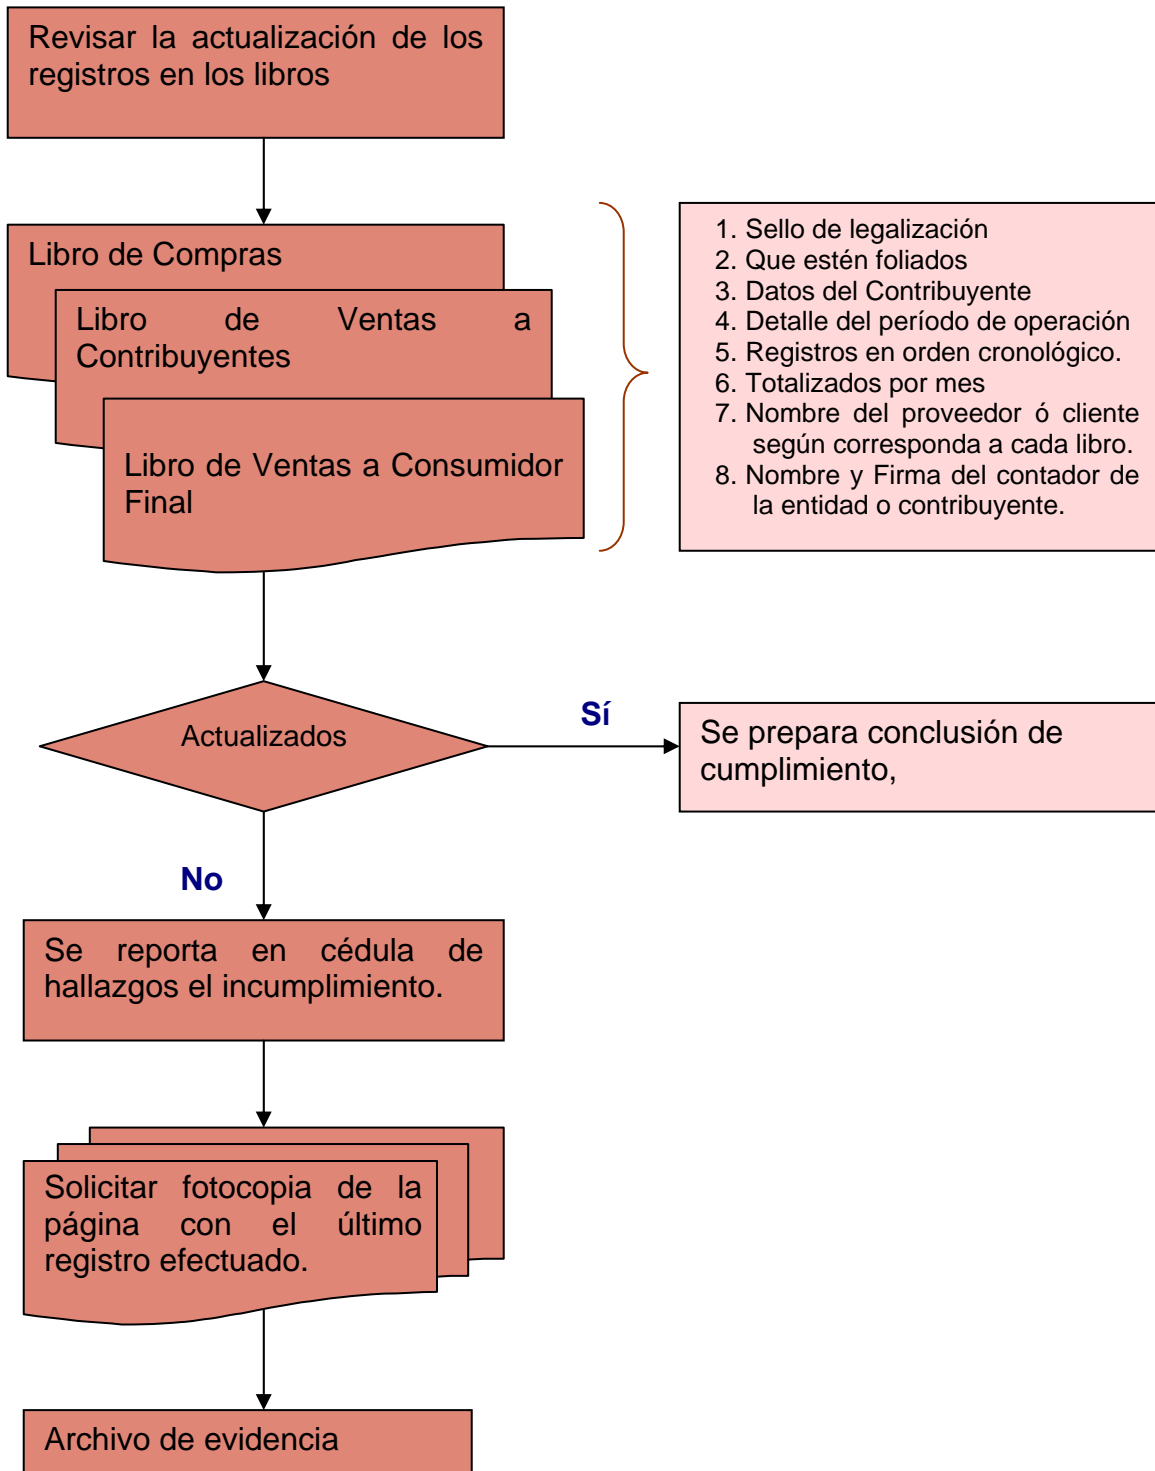 Revisar la actualización de los
registros en los libros
Libro de Compras
Libro de Ventas a
Contribuyentes
Libro de Ventas a Consumidor
Final
1. Sello de legalización
2. Que estén foliados
3. Datos del Contribuyente
4. Detalle del período de operación
5. Registros en orden cronológico.
6. Totalizados por mes
7. Nombre del proveedor ó cliente
según corresponda a cada libro.
8. Nombre y Firma del contador de
la entidad o contribuyente.
Actualizados
Sí
Se prepara conclusión de
cumplimiento,
No
Se reporta en cédula de
hallazgos el incumplimiento.
Solicitar fotocopia de la
página con el último
registro efectuado.
Archivo de evidencia